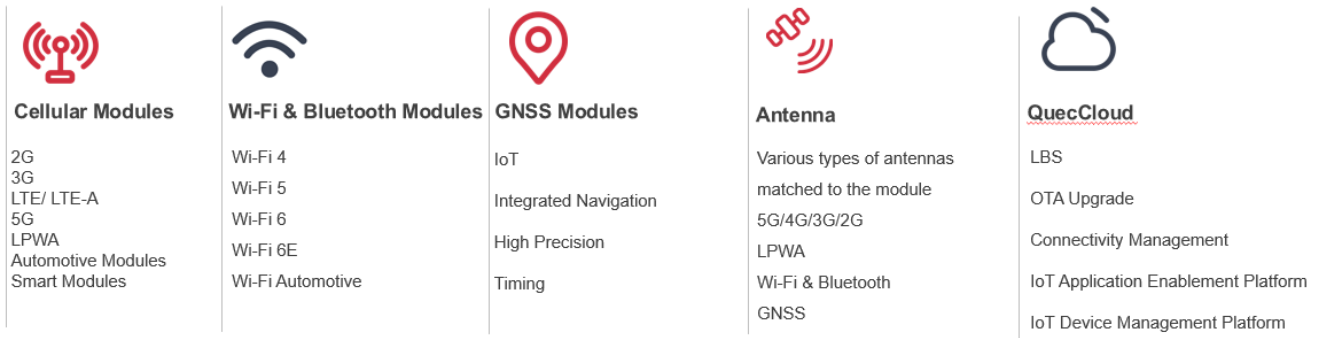 Cellular Modules
2G
3G
LTE/ LTE-A
5G
LPWA
Automotive Modules
Smart Modules
Wi-Fi & Bluetooth Modules
Wi-Fi 4
Wi-Fi 5
Wi-Fi 6
Wi-Fi 6E
Wi-Fi Automotive
GNSS Modules
IoT
Integrated Navigation
High Precision
Timing
Antenna
Various types of antennas
matched to the module
5G/4G/3G/2G
LPWA
Wi-Fi & Bluetooth
GNSS
QuecCloud
LBS
OTA Upgrade
Connectivity Management
IoT Application Enablement Platform
IoT Device Management Platform